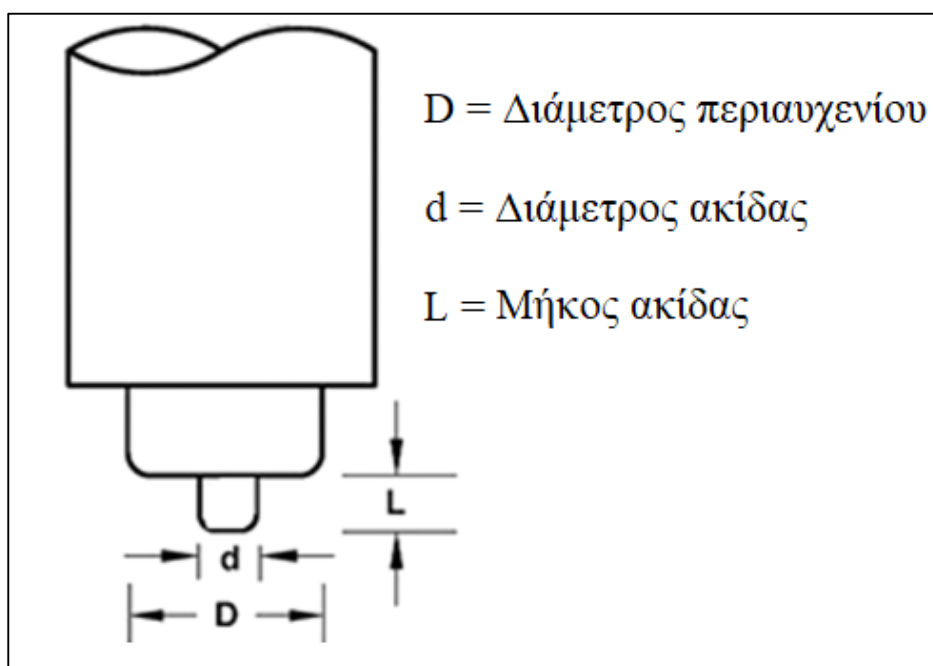 D = Διάμετρος περιαυχενίου
d = Διάμετρος ακίδας
L = Μήκος ακίδας
L
d
D